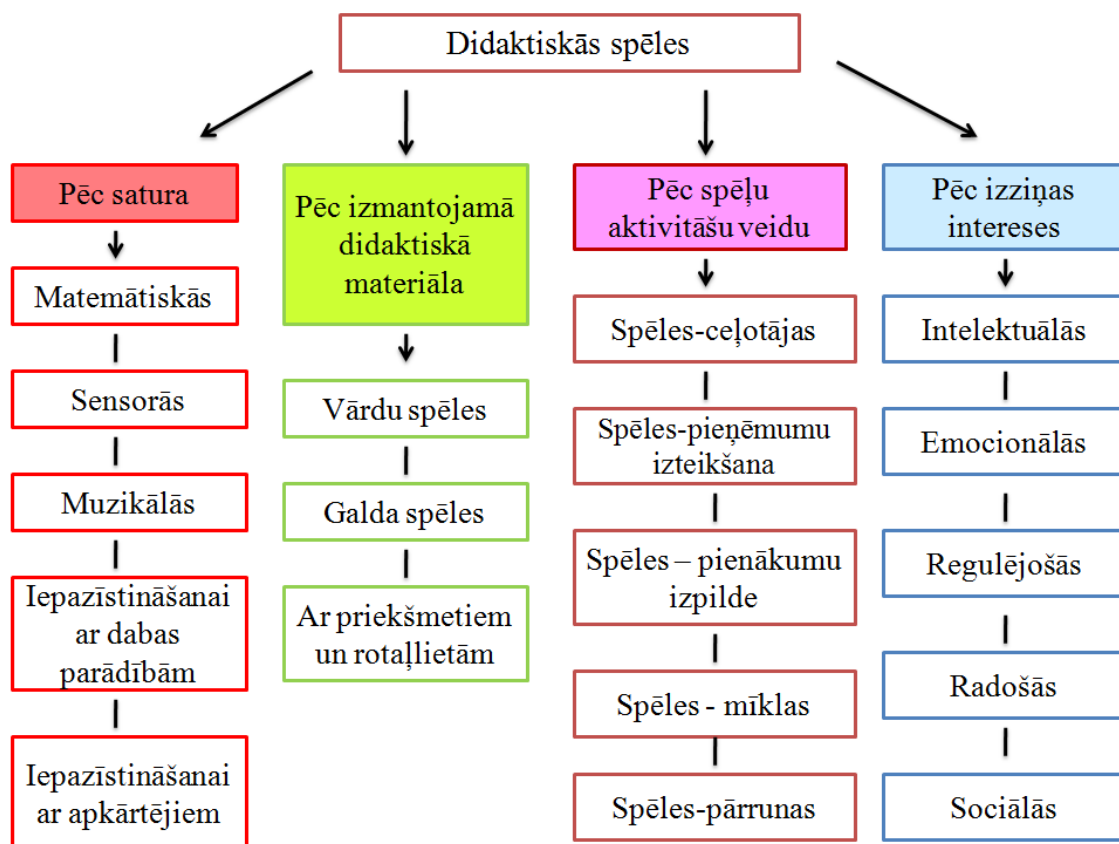 Didaktiskās spēles
Pēc satura
Matemātiskās
Sensorās
Muzikālās
Iepazīstināšanai
ar dabas
parādībām
Iepazīstināšanai
ar apkārtējiem
Pēc izmantojamā
didaktiskā
materiāla
Vārdu spēles
Galda spēles
Ar priekšmetiem
un rotaļlietām
Pēc spēļu
aktivitāšu veidu
Spēles-ceļotājas
Spēles-pieņēmumu
izteikšana
Spēles – pienākumu
izpilde
Spēles - mīklas
Spēles-pārrunas
Pēc izziņas
intereses
Intelektuālās
Emocionālās
Regulējošās
Radošās
Sociālās